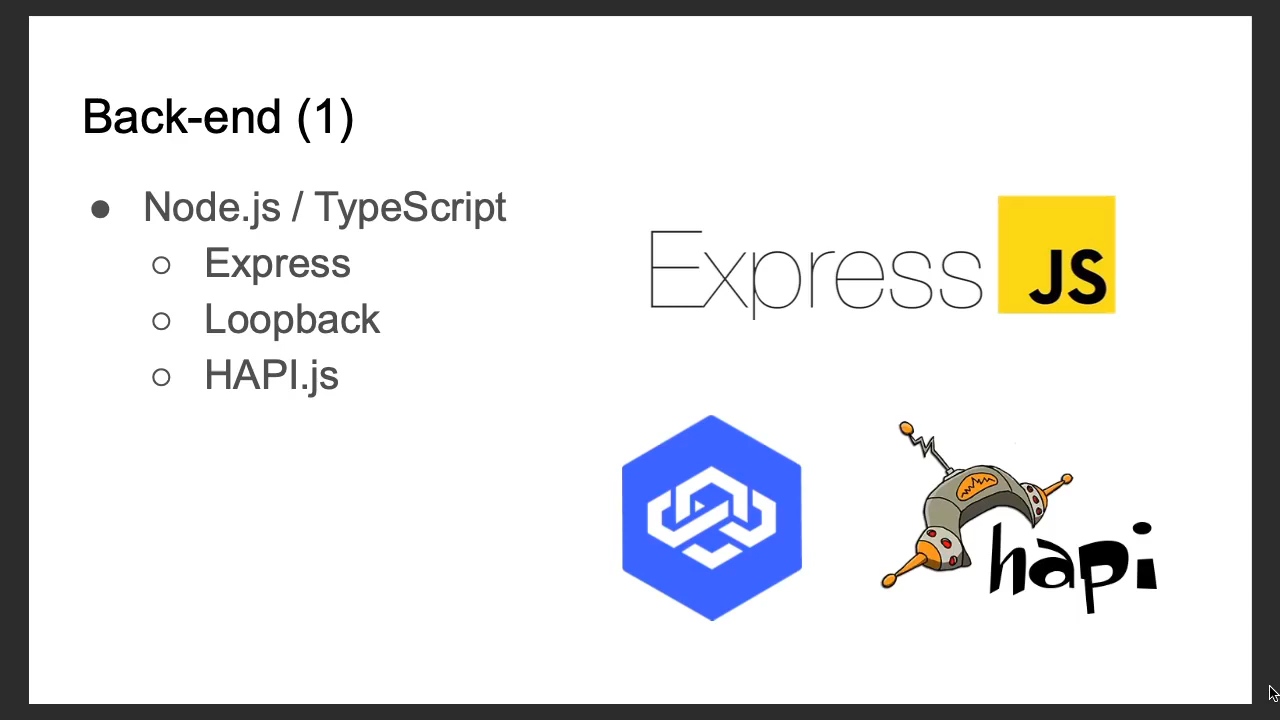 Back-end (1)
● Node.js / TypeScript
○ Express
○ Loopback
○ HAPI.js
Express JS
hapi